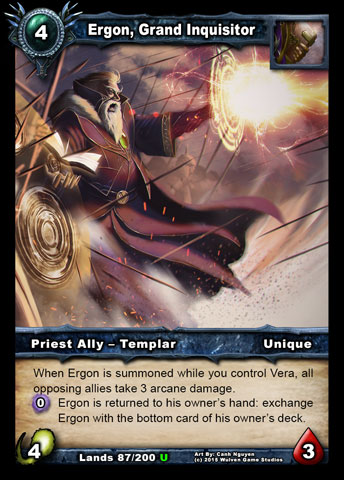 4
Ergon, Grand Inquisitor
Priest Ally – Templar Unique
When Ergon is summoned while you control Vera, all
opposing allies take 3 arcane damage.
0 Ergon is returned to his owner's hand: exchange
Ergon with the bottom card of his owner's deck.
4
Lands 87/200 U
Art By: Canh Nguyen
(c) 2015 Wulven Game Studios
3